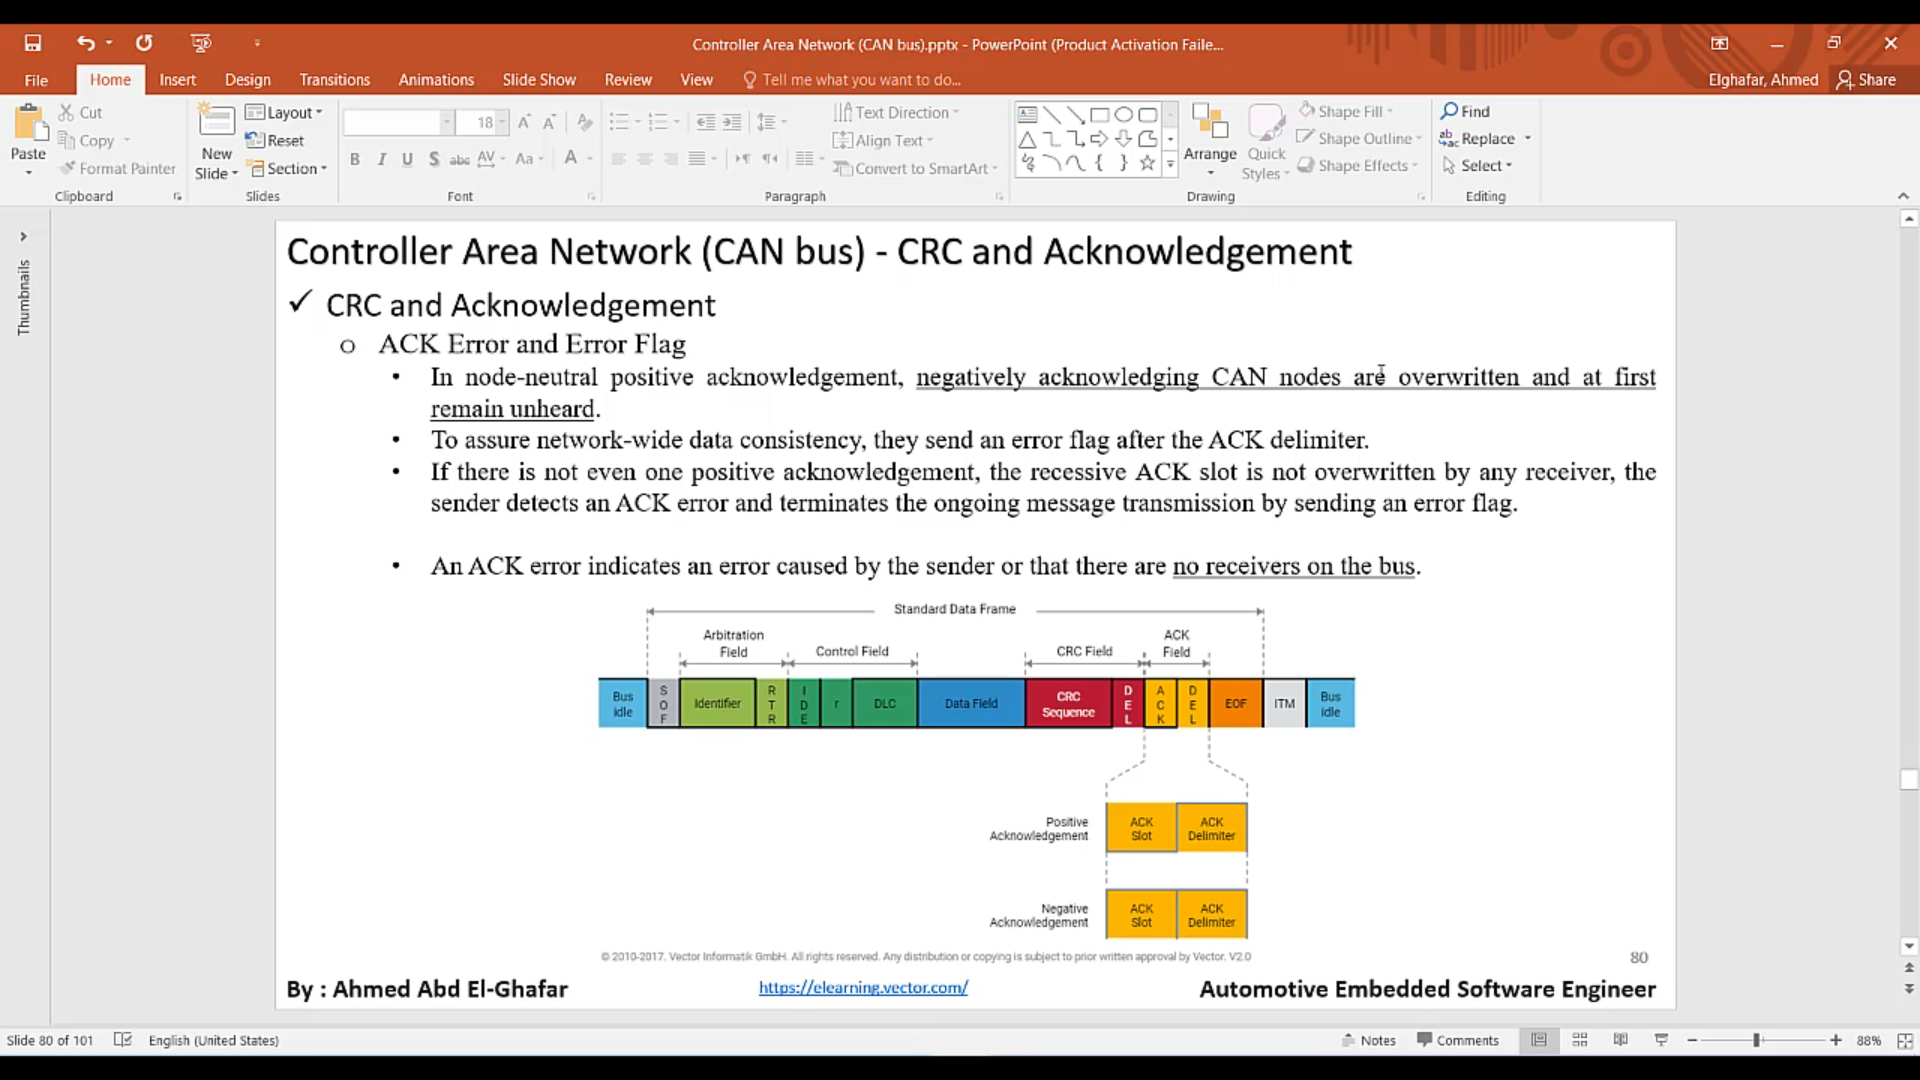 Controller Area Network (CAN bus).pptx - PowerPoint (Product Activation Faile...
File Home Insert Design Transitions Animations Slide Show Review View Tell me what you want to do... Elghafar, Ahmed Share
Paste
Cut
Copy
Format Painter
Clipboard
New
Slide
Layout
Reset
Section
Slides
18
B I U S abc AV Aa A
Font
Text Direction
Align Text
Convert to SmartArt
Paragraph
Arrange
Quick
Styles
Shape Fill
Shape Outline
Shape Effects
Drawing
Find
Replace
Select
Editing
Thumbnails
Controller Area Network (CAN bus) - CRC and Acknowledgement
✓ CRC and Acknowledgement
o ACK Error and Error Flag
• In node-neutral positive acknowledgement, negatively acknowledging CAN nodes are overwritten and at first
remain unheard.
• To assure network-wide data consistency, they send an error flag after the ACK delimiter.
• If there is not even one positive acknowledgement, the recessive ACK slot is not overwritten by any receiver, the
sender detects an ACK error and terminates the ongoing message transmission by sending an error flag.
• An ACK error indicates an error caused by the sender or that there are no receivers on the bus.
Standard Data Frame
Arbitration
Field
Control Field
CRC Field
ACK
Field
Bus
idle
SOF
Identifier
RTR
IDE
r
DLC
Data Field
CRC
Sequence
DEL
ACK
DEL
EOF
ITM
Bus
idle
Positive
Acknowledgement
ACK
Slot
ACK
Delimiter
Negative
Acknowledgement
ACK
Slot
ACK
Delimiter
© 2010-2017. Vector Informatik GmbH. All rights reserved. Any distribution or copying is subject to prior written approval by Vector. V2.0
80
By : Ahmed Abd El-Ghafar
https://elearning.vector.com/
Automotive Embedded Software Engineer
Slide 80 of 101 English (United States) Notes Comments 88%